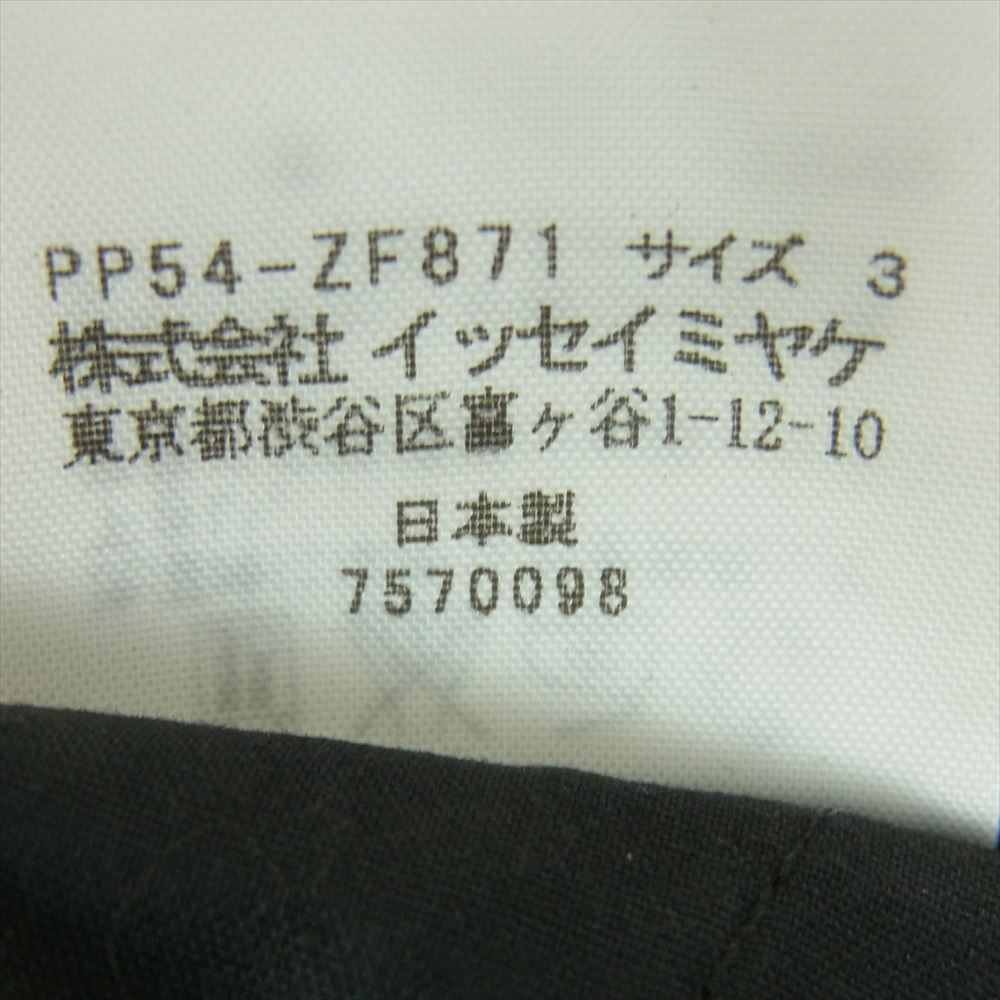 PP54-ZF871 サイズ 3
株式会社 イッセイミヤケ
東京都渋谷区富ヶ谷1-12-10
日本製
7570098